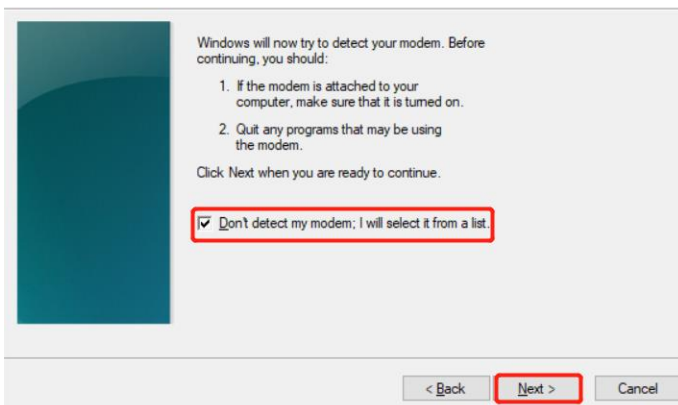 Windows will now try to detect your modem. Before
continuing, you should:
1. If the modem is attached to your
computer, make sure that it is turned on.
2. Quit any programs that may be using
the modem.
Click Next when you are ready to continue.
Don't detect my modem; I will select it from a list.
< Back
Next >
Cancel